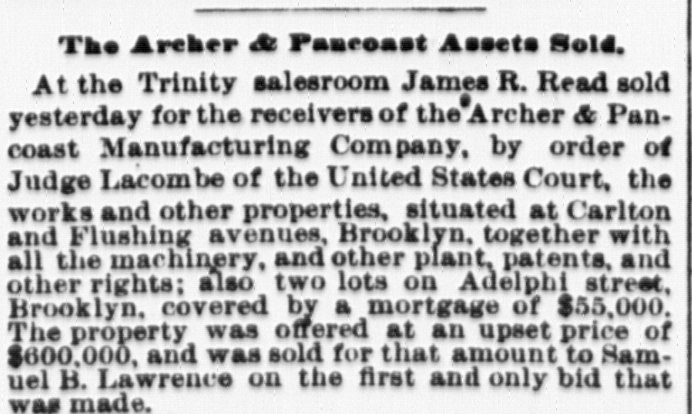 The Archer & Pancoast Assets Sold.
At the Trinity salesroom James R. Read sold
yesterday for the receivers of the Archer & Pan-
coast Manufacturing Company, by order of
Judge Lacombe of the United States Court, the
works and other properties, situated at Carlton
and Flushing avenues, Brooklyn, together with
all the machinery, and other plant, patents, and
other rights; also two lots on Adelphi street,
Brooklyn, covered by a mortgage of $55,000.
The property was offered at an upset price of
$600,000, and was sold for that amount to Sam-
uel B. Lawrence on the first and only bid that
was made.